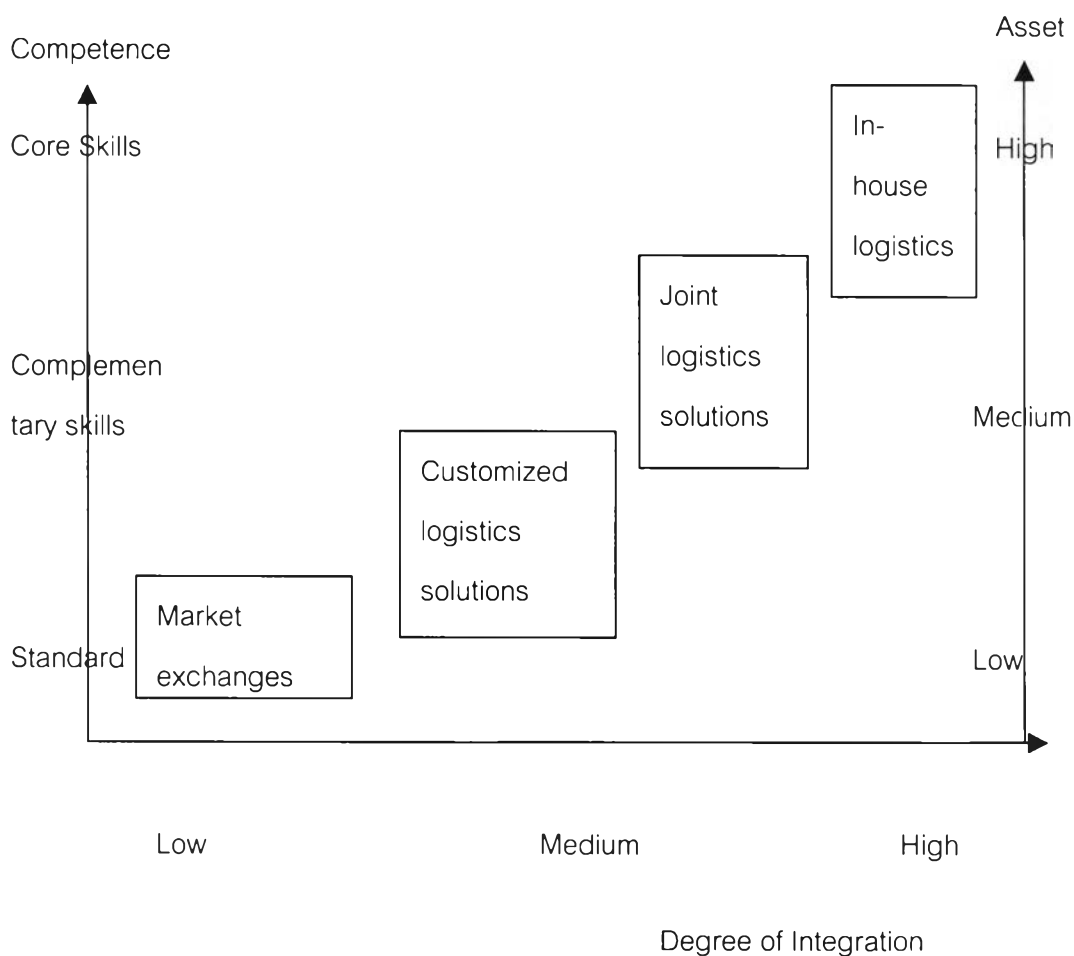 Asset
Competence
In-
Core Skills
High
house
logistics
Joint
Complemen
logistics
tary skills
solutions
Medium
Customized
logistics
solutions
Market
Standard
exchanges
Low
Low
Medium
High
Degree of Integration